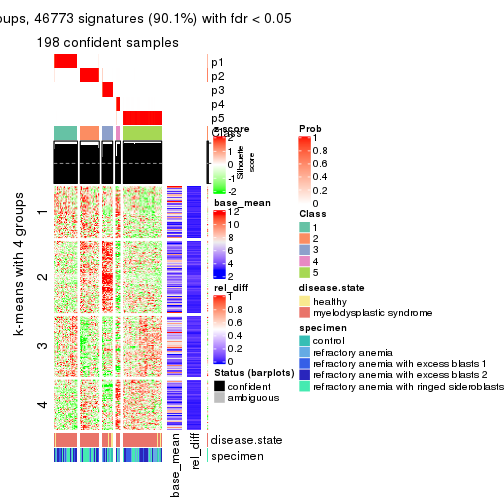 oups, 46773 signatures (90.1%) with fdr < 0.05
198 confident samples
p1
p2
p3
p4
p5
Class
Silhouette
score
k-means with 4 groups
1
2
3
4
base_mean
rel_diff
disease.state
specimen
z-score
2
1
0
-1
-2
base_mean
12
10
8
6
4
2
rel_diff
1
0.8
0.6
0.4
0.2
0
Status (barplots)
confident
ambiguous
Prob
1
0.8
0.6
0.4
0.2
0
Class
1
2
3
4
5
disease.state
healthy
myelodysplastic syndrome
specimen
control
refractory anemia
refractory anemia with excess blasts 1
refractory anemia with excess blasts 2
refractory anemia with ringed sideroblasts